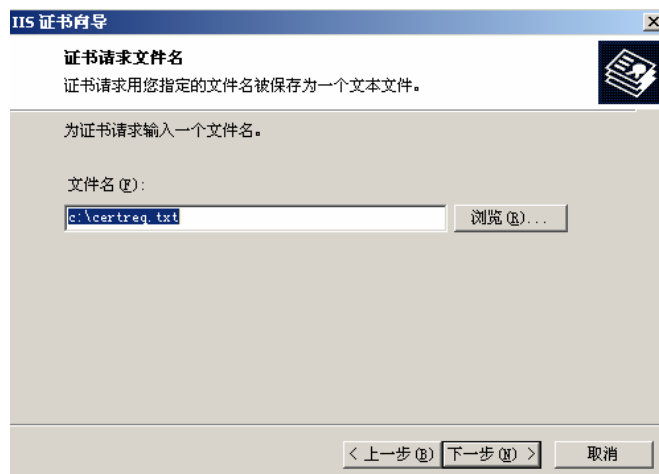 IIS 证书向导
证书请求文件名
证书请求用您指定的文件名被保存为一个文本文件。
为证书请求输入一个文件名。
文件名(F):
c:\certreq.txt
浏览(R)...
< 上一步(B) 下一步(N) > 取消